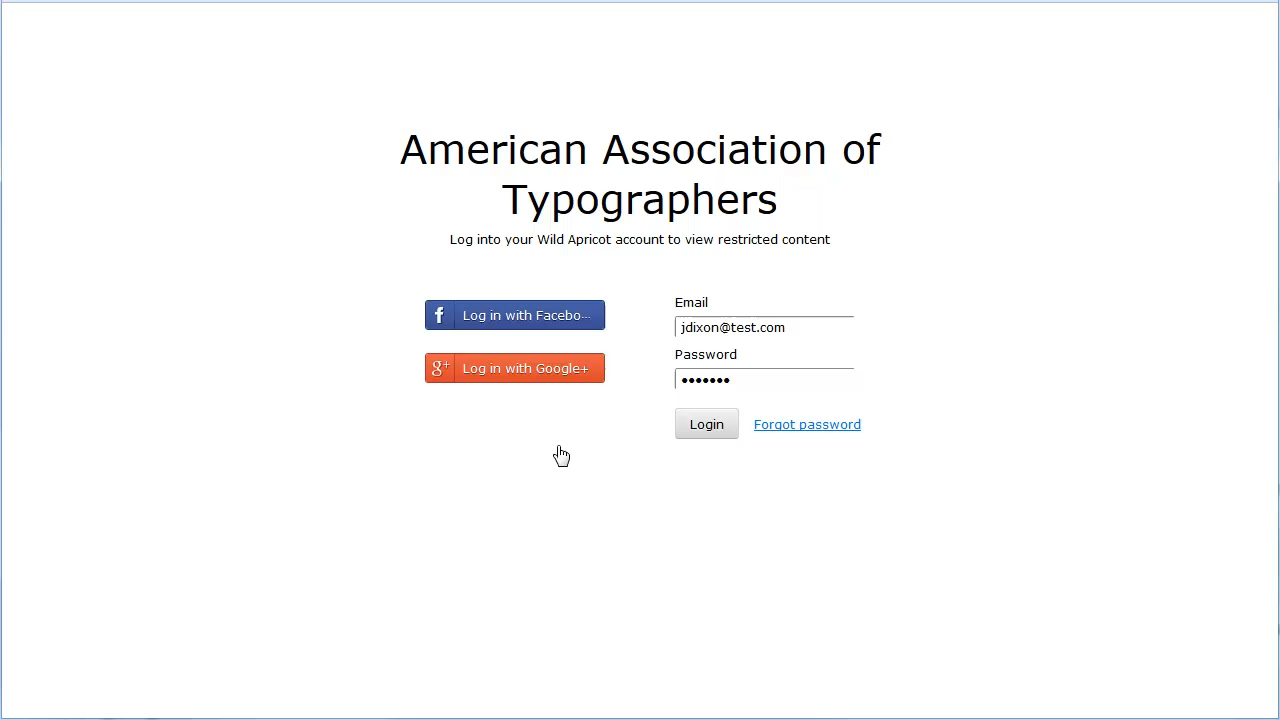 American Association of
Typographers
Log into your Wild Apricot account to view restricted content
Email
f Log in with Facebo...
jdixon@test.com
Password
g+ Log in with Google+
•••••••
Login Forgot password